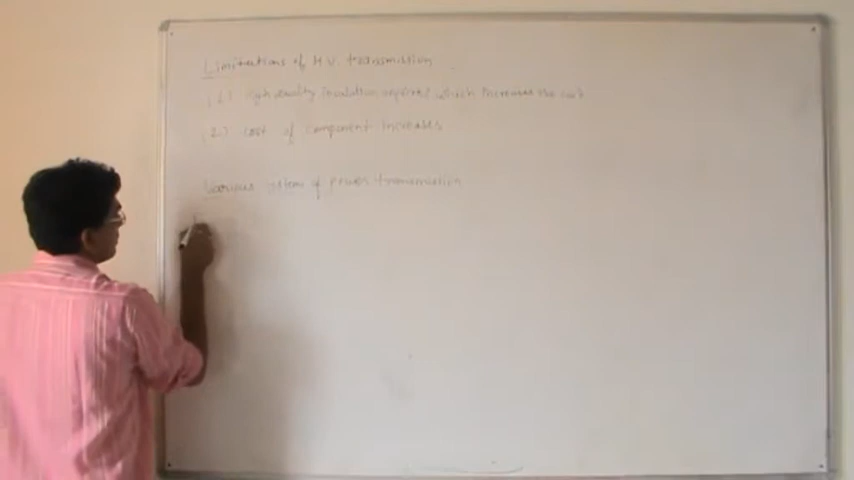 Limitations of H.V. transmission
(1) High quality insulation required which increases the cost
(2) cost of component increases
Various system of power transmission